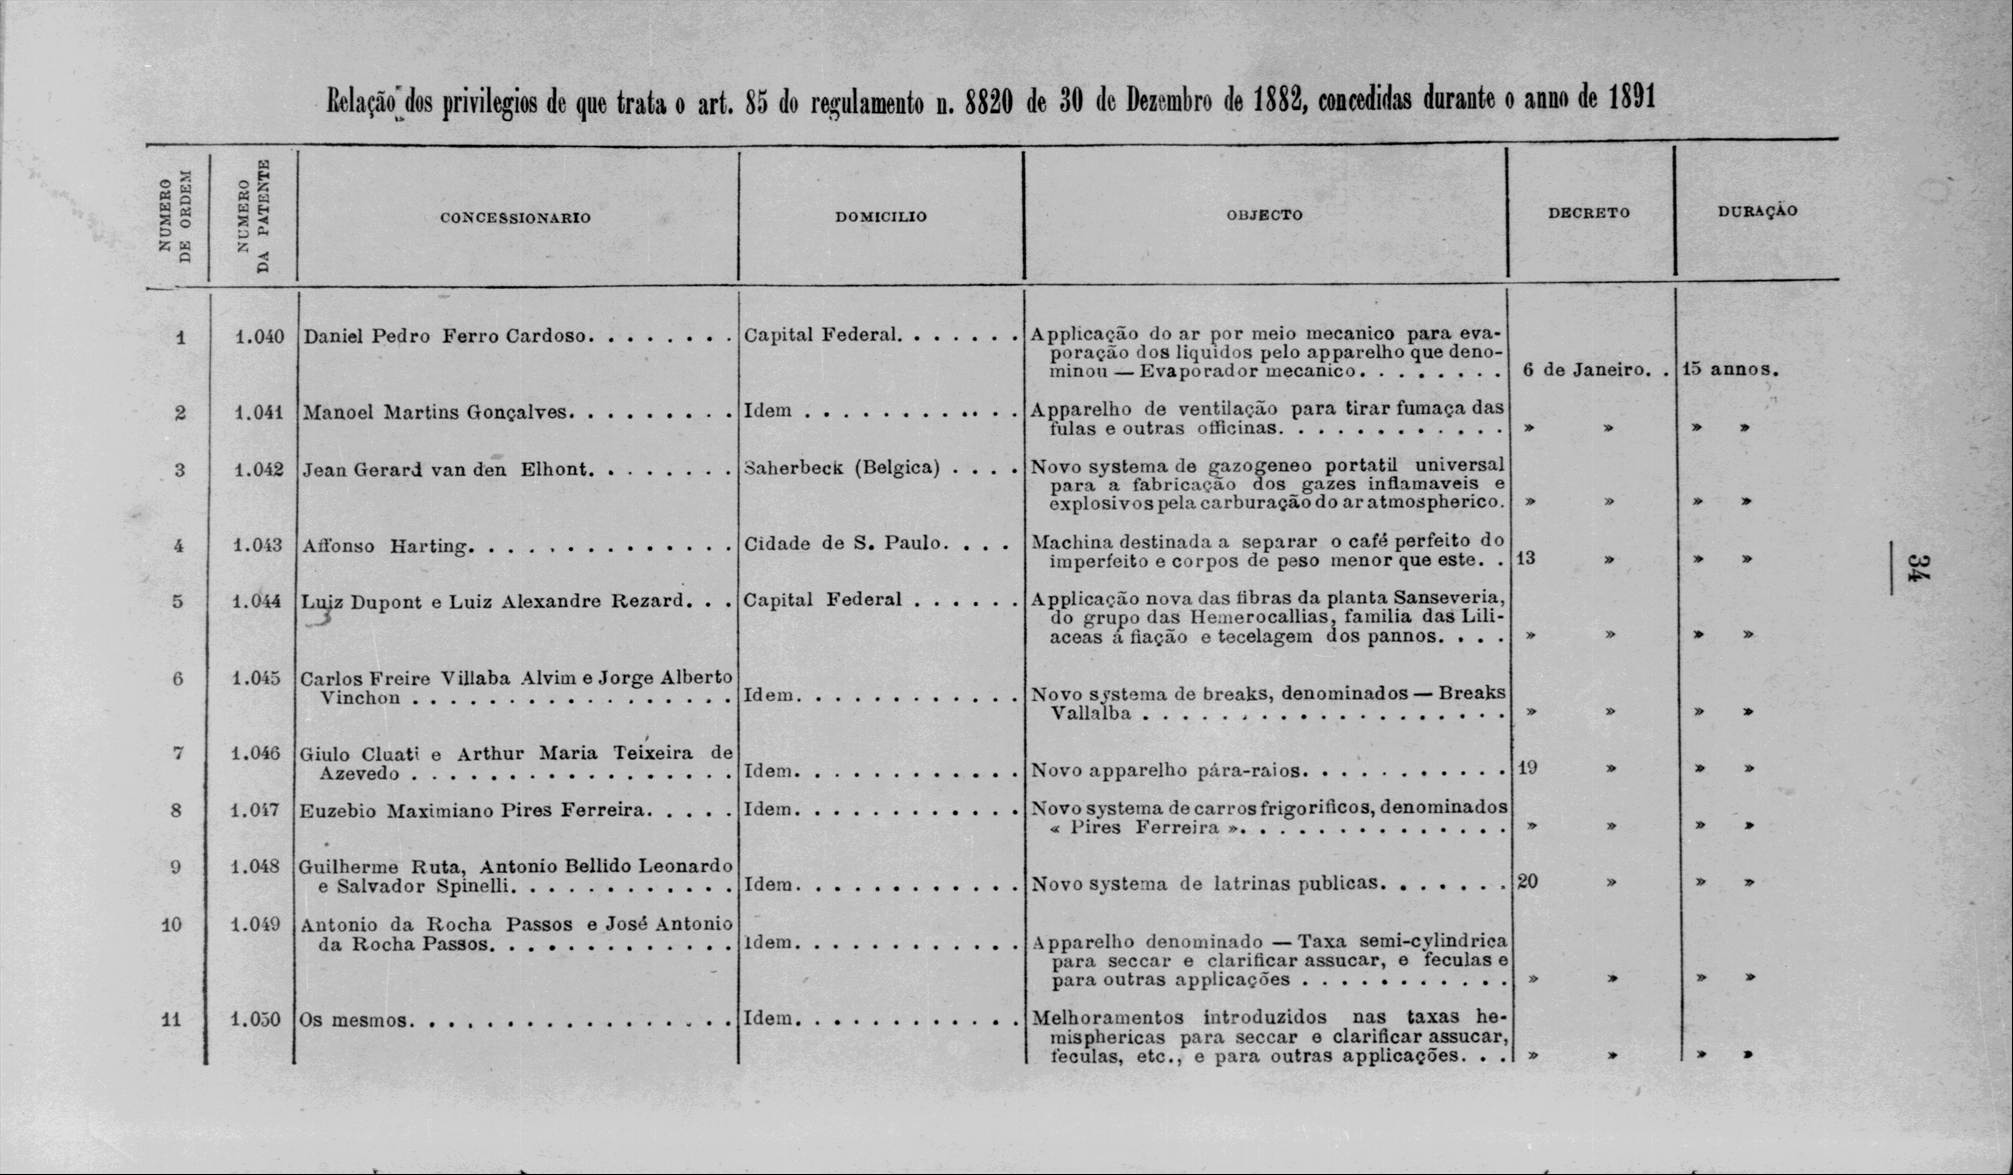 Relação dos privilegios de que trata o art. 85 do regulamento n. 8820 de 30 de Dezembro de 1882, concedidas durante o anno de 1891
NUMERO DE ORDEM
NUMERO DA PATENTE
CONCESSIONARIO
DOMICILIO
OBJECTO
DECRETO
DURAÇÃO
1 1.040 Daniel Pedro Ferro Cardoso. . . . . . . . Capital Federal. . . . . . . Applicação do ar por meio mecanico para eva-
poração dos liquidos pelo apparelho que deno-
minou — Evaporador mecanico. . . . . . . . 6 de Janeiro. . 15 annos.
2 1.041 Manoel Martins Gonçalves. . . . . . . . . Idem . . . . . . . . . . . . Apparelho de ventilação para tirar fumaça das
fulas e outras officinas. . . . . . . . . . . . » » » »
3 1.042 Jean Gerard van den Elhont. . . . . . . . Saherbeck (Belgica) . . . . Novo systema de gazogeneo portatil universal
para a fabricação dos gazes inflamaveis e
explosivos pela carburação do ar atmospherico. » » » »
4 1.043 Affonso Harting. . . . . . . . . . . . . . Cidade de S. Paulo. . . . Machina destinada a separar o café perfeito do
imperfeito e corpos de peso menor que este. . 13 » » »
5 1.044 Luiz Dupont e Luiz Alexandre Rezard. . . Capital Federal . . . . . . Applicação nova das fibras da planta Sanseveria,
do grupo das Hemerocallias, familia das Lili-
aceas á fiação e tecelagem dos pannos. . . . » » » »
6 1.045 Carlos Freire Villaba Alvim e Jorge Alberto
Vinchon . . . . . . . . . . . . . . . . . Idem. . . . . . . . . . . . Novo systema de breaks, denominados — Breaks
Vallalba . . . . . . . . . . . . . . . . . . . » » » »
7 1.046 Giulo Cluati e Arthur Maria Teixeira de
Azevedo . . . . . . . . . . . . . . . . . Idem. . . . . . . . . . . . Novo apparelho pára-raios. . . . . . . . . . . 19 » » »
8 1.047 Euzebio Maximiano Pires Ferreira. . . . . Idem. . . . . . . . . . . . Novo systema de carros frigorificos, denominados
« Pires Ferreira ». . . . . . . . . . . . . . » » » »
9 1.048 Guilherme Ruta, Antonio Bellido Leonardo
e Salvador Spinelli. . . . . . . . . . . . Idem. . . . . . . . . . . . Novo systema de latrinas publicas. . . . . . . 20 » » »
10 1.049 Antonio da Rocha Passos e José Antonio
da Rocha Passos. . . . . . . . . . . . . Idem. . . . . . . . . . . . Apparelho denominado — Taxa semi-cylindrica
para seccar e clarificar assucar, e feculas e
para outras applicações . . . . . . . . . . . » » » »
11 1.050 Os mesmos. . . . . . . . . . . . . . . . . Idem. . . . . . . . . . . . Melhoramentos introduzidos nas taxas he-
misphericas para seccar e clarificar assucar,
feculas, etc., e para outras applicações. . . » » » »
34